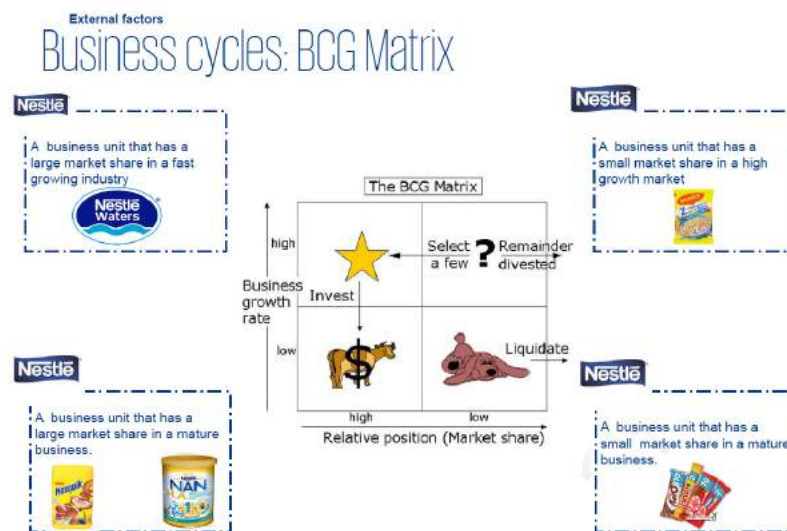 External factors
Business cycles: BCG Matrix
Nestlé
A business unit that has a
large market share in a fast
growing industry
Nestlé
Waters
Nestlé
A business unit that has a
small market share in a high
growth market
The BCG Matrix
high
Select
a few
?
Remainder
divested
Business
growth
rate
Invest
low
$
Liquidate
high
low
Relative position (Market share)
Nestlé
A business unit that has a
large market share in a mature
business.
Nesquik
NAN
Nestlé
A business unit that has a
small market share in a mature
business.